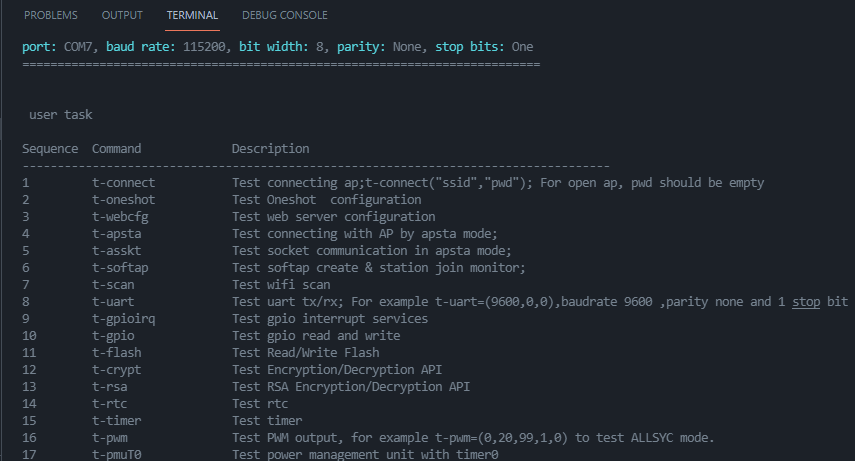 PROBLEMS OUTPUT TERMINAL DEBUG CONSOLE
port: COM7, baud rate: 115200, bit width: 8, parity: None, stop bits: One
==========================================================================
user task
Sequence Command Description
------------------------------------------------------------------------------------
1 t-connect Test connecting ap;t-connect("ssid","pwd"); For open ap, pwd should be empty
2 t-oneshot Test Oneshot  configuration
3 t-webcfg Test web server configuration
4 t-apsta Test connecting with AP by apsta mode;
5 t-asskt Test socket communication in apsta mode;
6 t-softap Test softap create & station join monitor;
7 t-scan Test wifi scan
8 t-uart Test uart tx/rx; For example t-uart=(9600,0,0),baudrate 9600 ,parity none and 1 stop bit
9 t-gpioirq Test gpio interrupt services
10 t-gpio Test gpio read and write
11 t-flash Test Read/Write Flash
12 t-crypt Test Encryption/Decryption API
13 t-rsa Test RSA Encryption/Decryption API
14 t-rtc Test rtc
15 t-timer Test timer
16 t-pwm Test PWM output, for example t-pwm=(0,20,99,1,0) to test ALLSYC mode.
17 t-pmuT0 Test power management unit with timer0